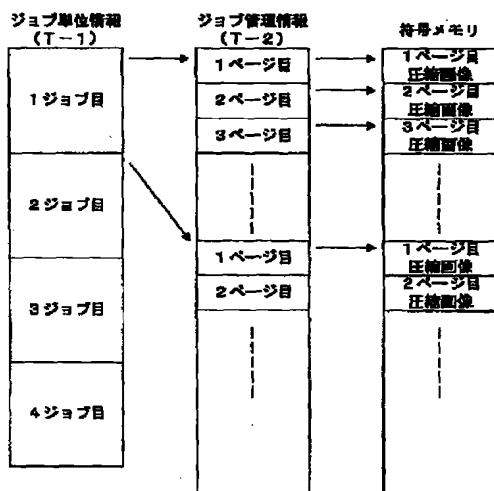 ジョブ単位情報
(T-1)
1ジョブ目
2ジョブ目
3ジョブ目
4ジョブ目
ジョブ管理情報
(T-2)
1ページ目
2ページ目
3ページ目
1ページ目
2ページ目
符号メモリ
1ページ目
圧縮画像
2ページ目
圧縮画像
3ページ目
圧縮画像
1ページ目
圧縮画像
2ページ目
圧縮画像